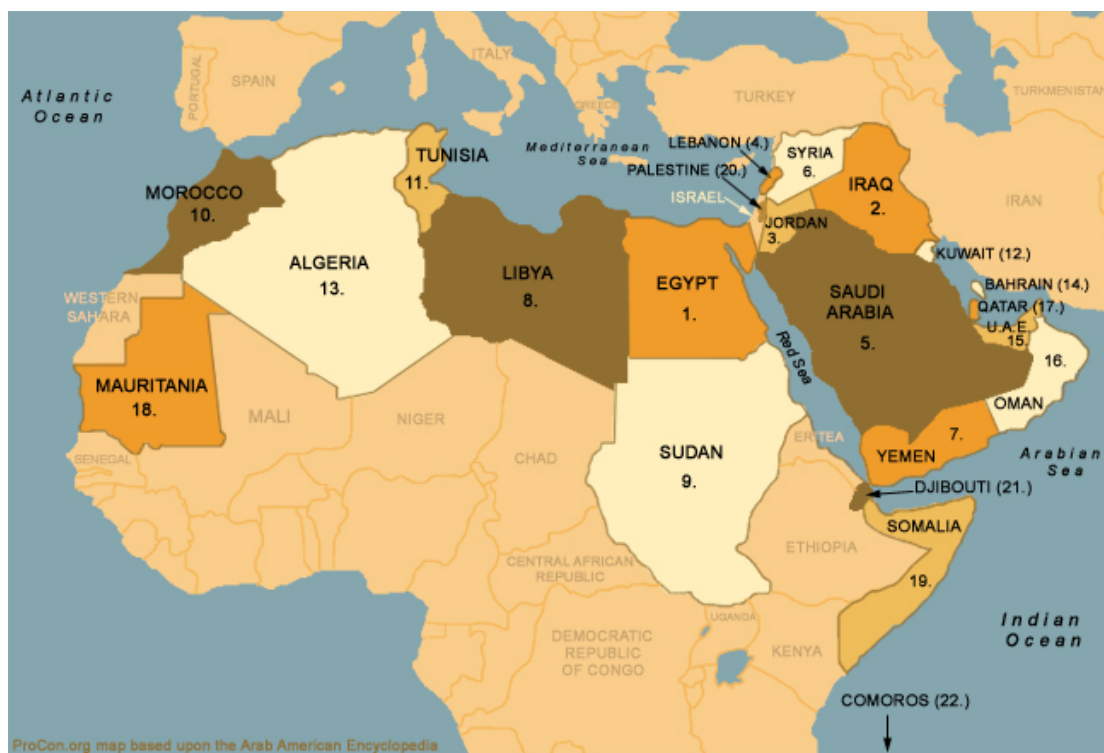 Atlantic
Ocean
PORTUGAL
SPAIN
ITALY
GREECE
TURKEY
TURKMENISTAN
Mediterranean
Sea
LEBANON (4.)
PALESTINE (20.)
ISRAEL
SYRIA
6.
IRAQ
2.
IRAN
JORDAN
3.
TUNISIA
11.
MOROCCO
10.
ALGERIA
13.
LIBYA
8.
EGYPT
1.
SAUDI
ARABIA
5.
KUWAIT (12.)
BAHRAIN (14.)
QATAR (17.)
U.A.E.
15.
16.
OMAN
Red Sea
WESTERN
SAHARA
MAURITANIA
18.
MALI
NIGER
CHAD
SUDAN
9.
ERITEA
YEMEN
7.
Arabian
Sea
SENEGAL
DJIBOUTI (21.)
SOMALIA
19.
ETHIOPIA
CENTRAL AFRICAN
REPUBLIC
UGANDA
KENYA
DEMOCRATIC
REPUBLIC
OF CONGO
Indian
Ocean
COMOROS (22.)
ProCon.org map based upon the Arab American Encyclopedia